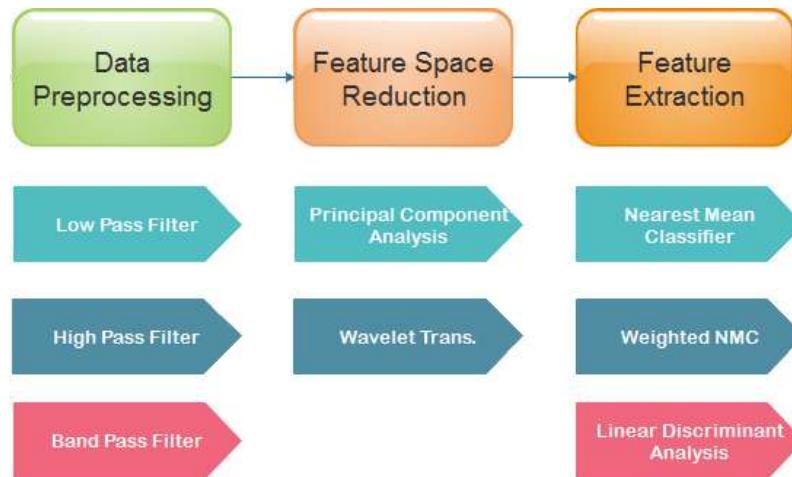 Data
Preprocessing
Feature Space
Reduction
Feature
Extraction
Low Pass Filter
Principal Component
Analysis
Nearest Mean
Classifier
High Pass Filter
Wavelet Trans.
Weighted NMC
Band Pass Filter
Linear Discriminant
Analysis